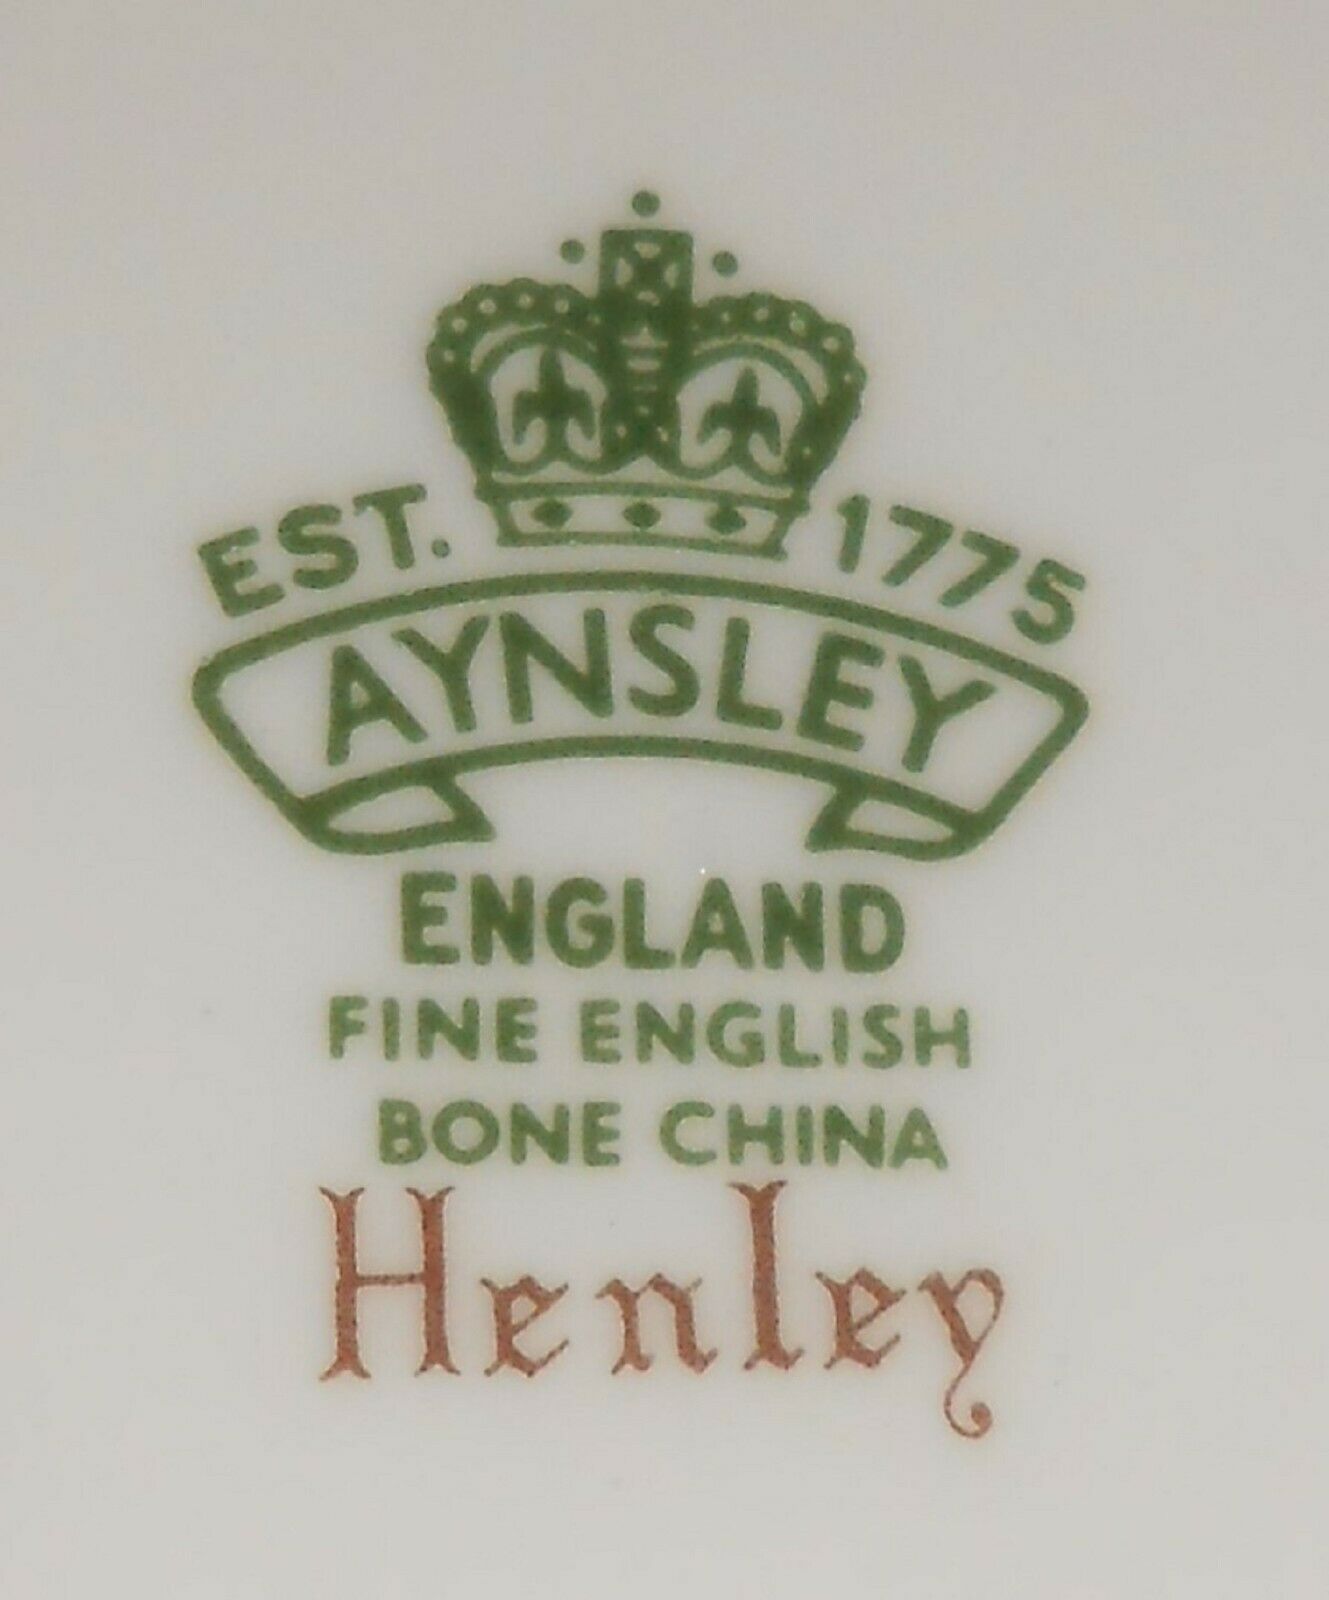 EST. 1775
AYNSLEY
ENGLAND
FINE ENGLISH
BONE CHINA
Henley